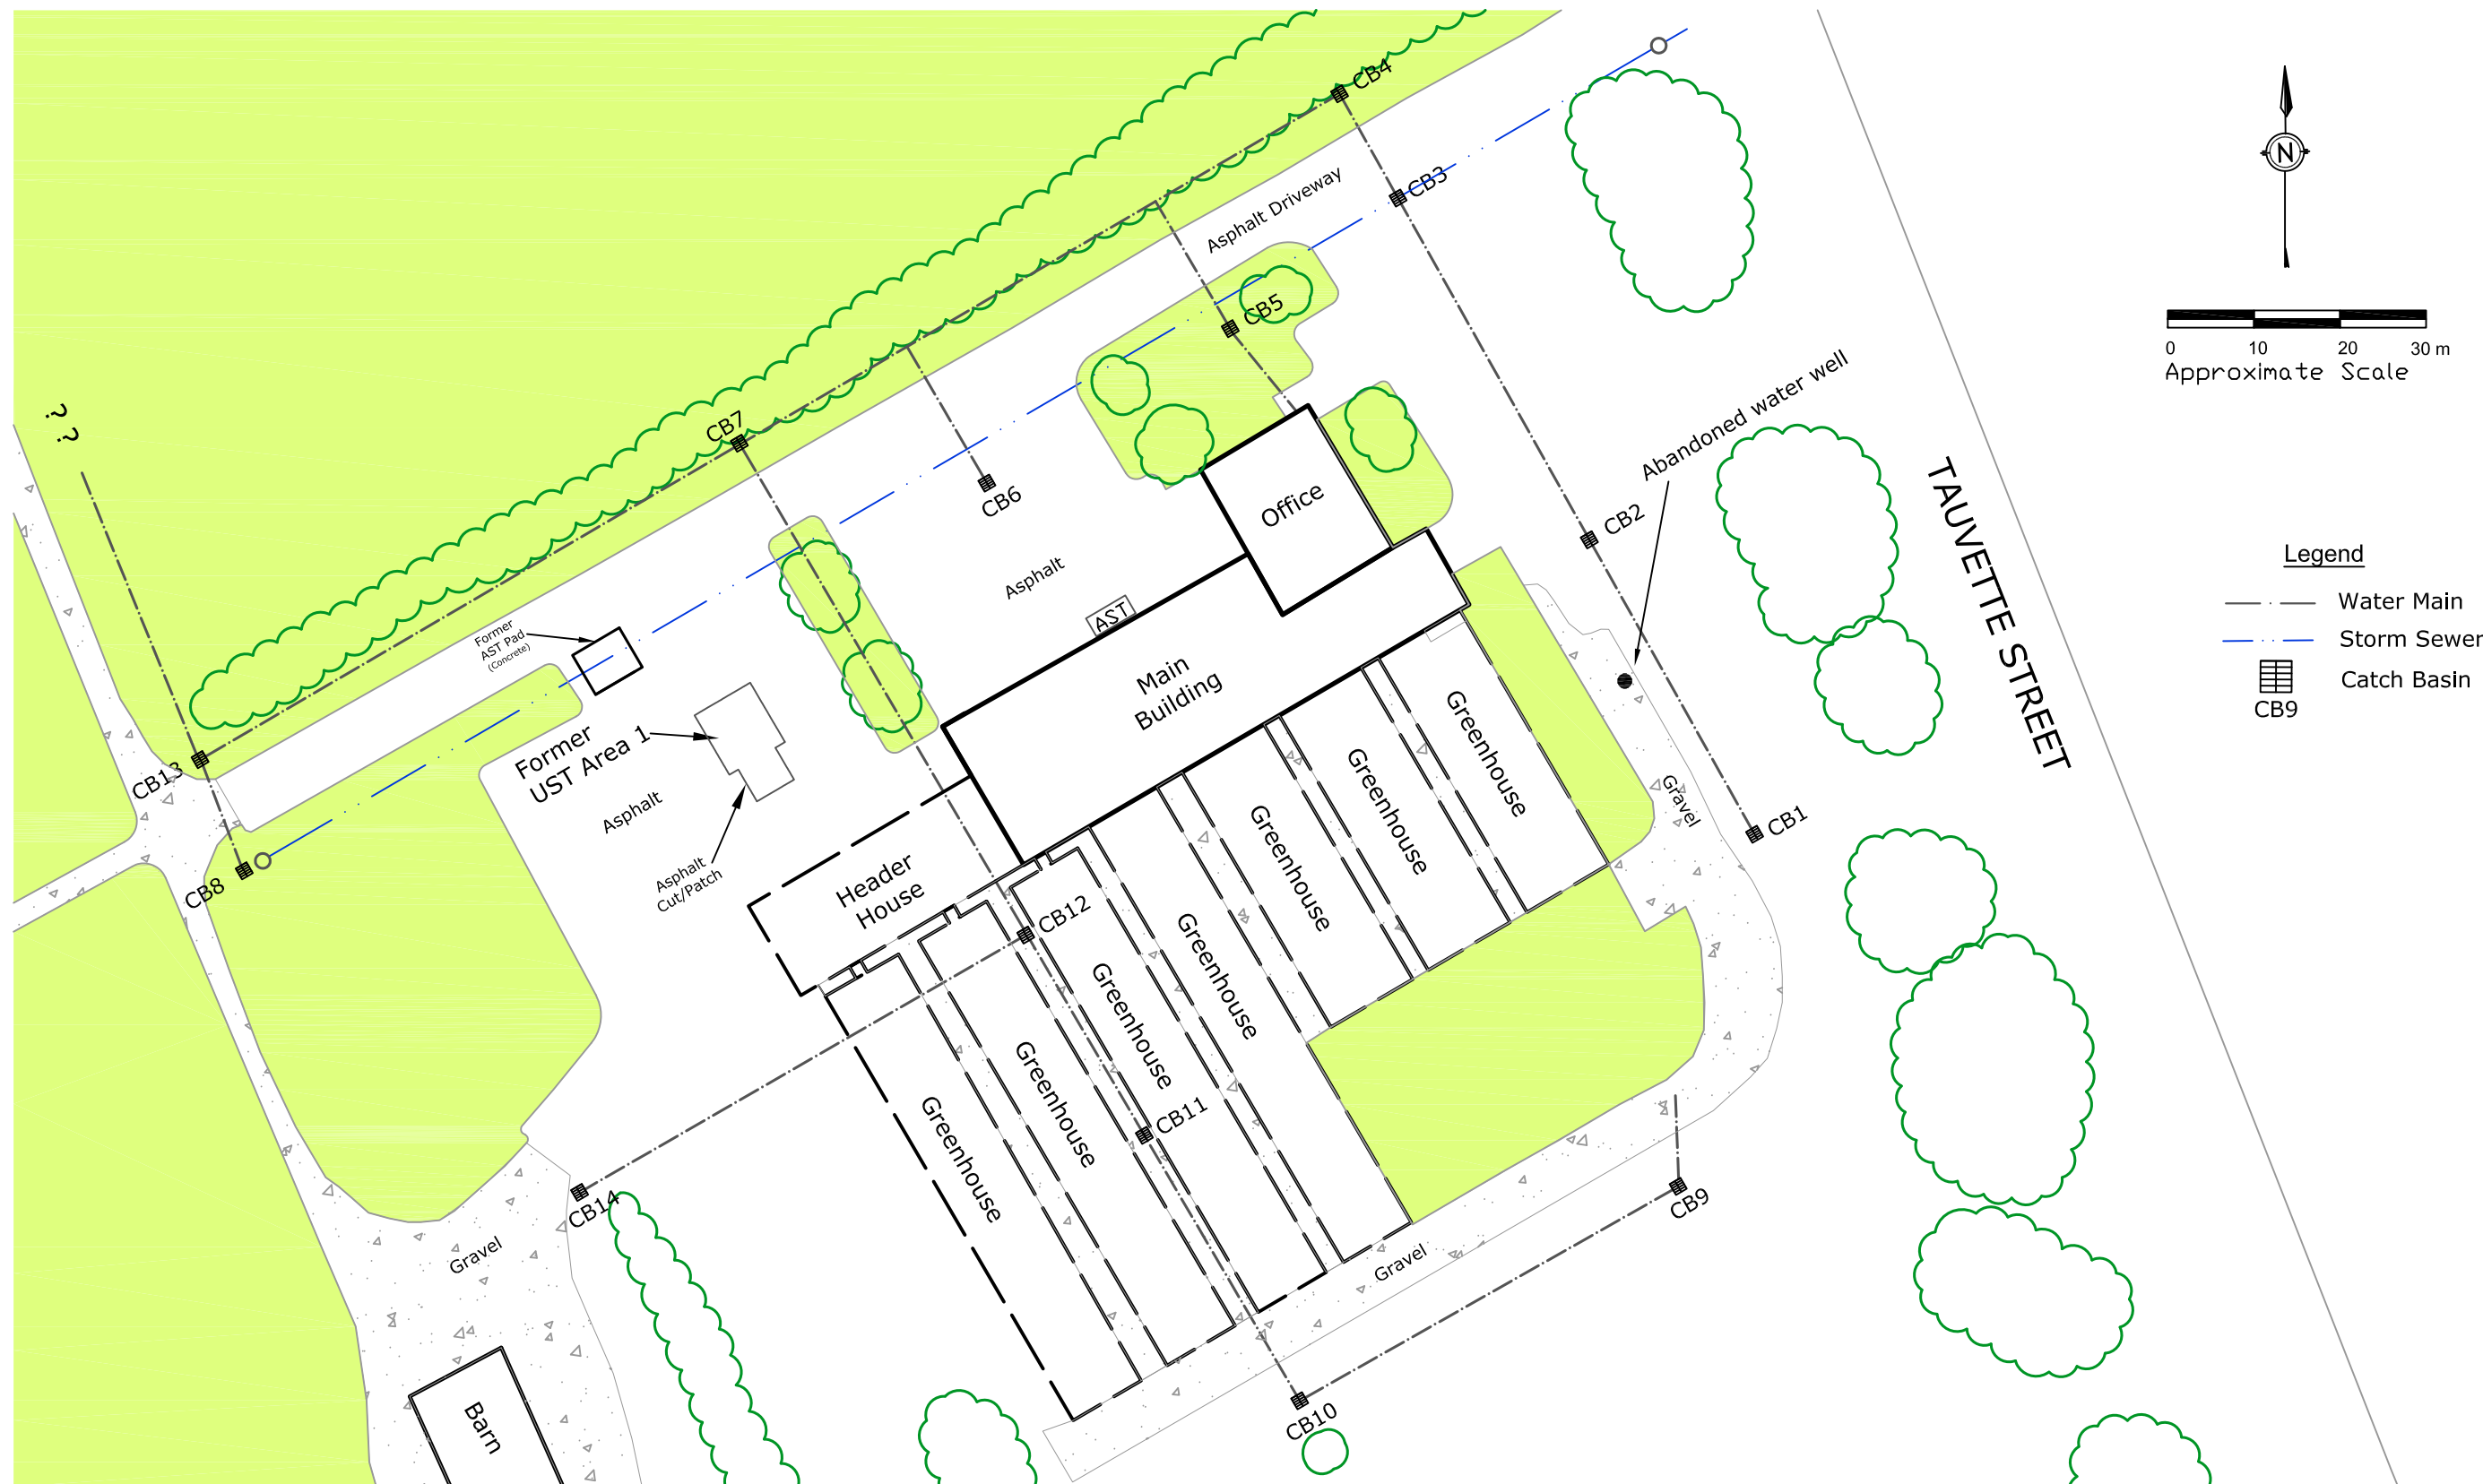 CB4
CB3
Asphalt Driveway
N
CB5
0 10 20 30 m
Approximate Scale
Abandoned water well
??
CB7
CB6
Office
CB2
TAUVETTE STREET
Legend
Water Main
Storm Sewer
Catch Basin
CB9
Asphalt
AST
Former
AST Pad
(Concrete)
Main
Building
Former
UST Area 1
CB13
Asphalt
Greenhouse
Greenhouse
Greenhouse
Gravel
CB1
CB8
Asphalt
Cut/Patch
Header
House
CB12
Greenhouse
Greenhouse
Greenhouse
Greenhouse
CB11
CB14
CB9
Gravel
Gravel
CB10
Barn